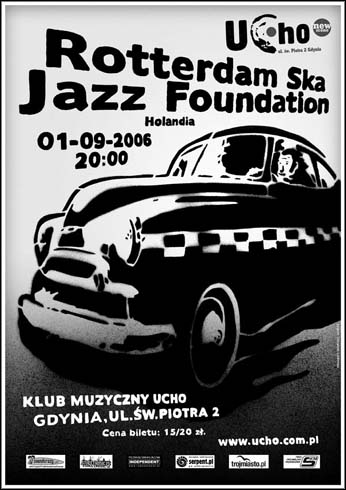 UCho new
ul. św. Piotra 2 Gdynia
Rotterdam Ska
Jazz Foundation
Holandia
01-09-2006
20:00
KLUB MUZYCZNY UCHO
GDYNIA, UL.ŚW.PIOTRA 2
Cena biletu: 15/20 zł.
www.ucho.com.pl
INDEPENDENT
serpent.pl
trojmiasto.pl